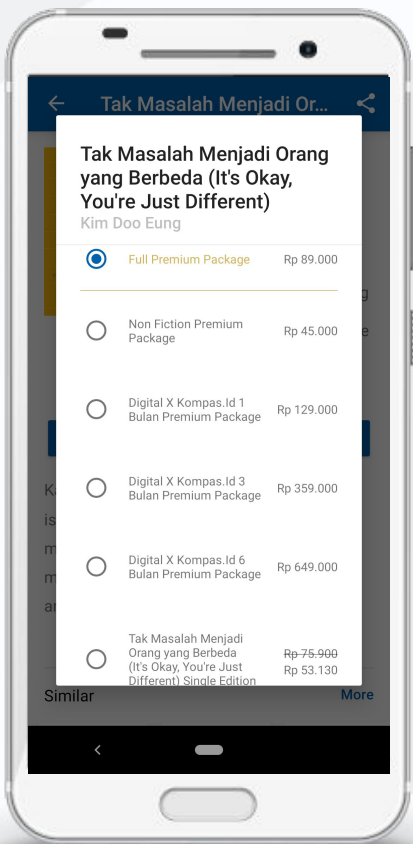 Tak Masalah Menjadi Or...
Tak Masalah Menjadi Orang
yang Berbeda (It's Okay,
You're Just Different)
Kim Doo Eung
Full Premium Package Rp 89.000
Non Fiction Premium
Package Rp 45.000
Digital X Kompas.Id 1
Bulan Premium Package Rp 129.000
Digital X Kompas.Id 3
Bulan Premium Package Rp 359.000
Digital X Kompas.Id 6
Bulan Premium Package Rp 649.000
Tak Masalah Menjadi
Orang yang Berbeda Rp 75.900
(It's Okay, You're Just Rp 53.130
Different) Single Edition
Similar More